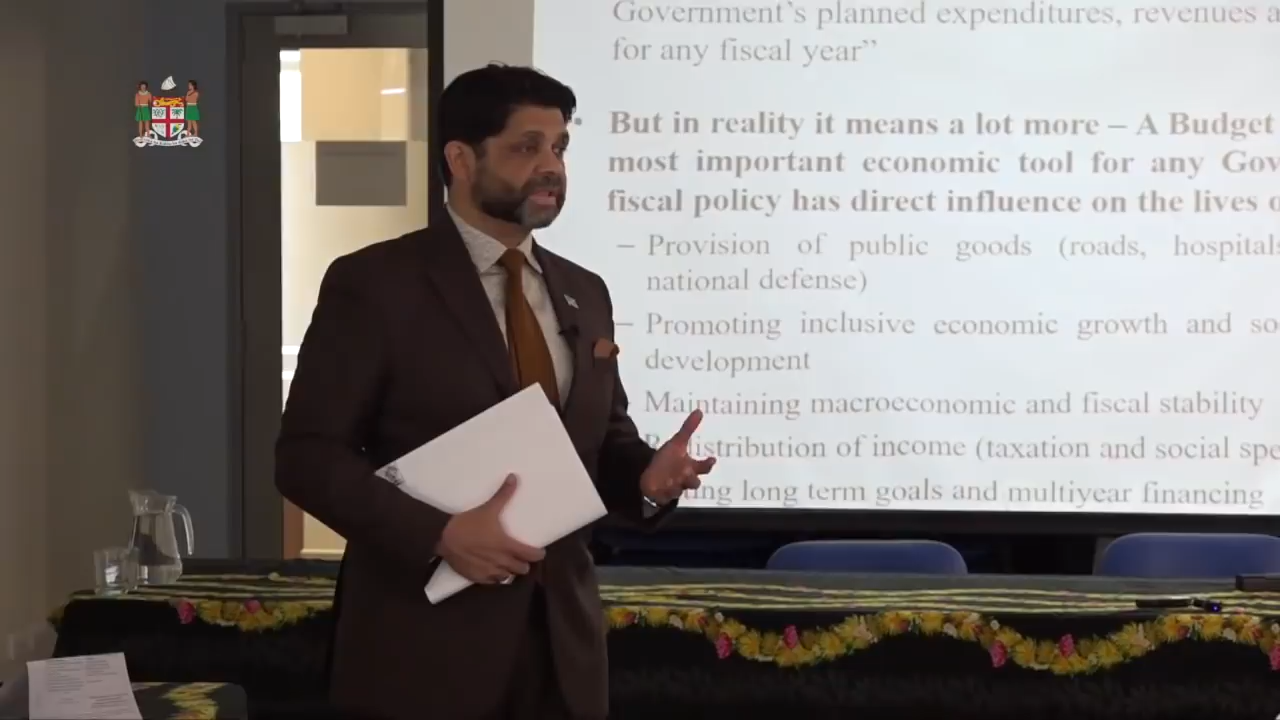 Government's planned expenditures, revenues a
for any fiscal year"
• But in reality it means a lot more – A Budget
most important economic tool for any Gov
fiscal policy has direct influence on the lives o
– Provision of public goods (roads, hospitals
national defense)
– Promoting inclusive economic growth and so
development
Maintaining macroeconomic and fiscal stability
distribution of income (taxation and social spe
ing long term goals and multiyear financing